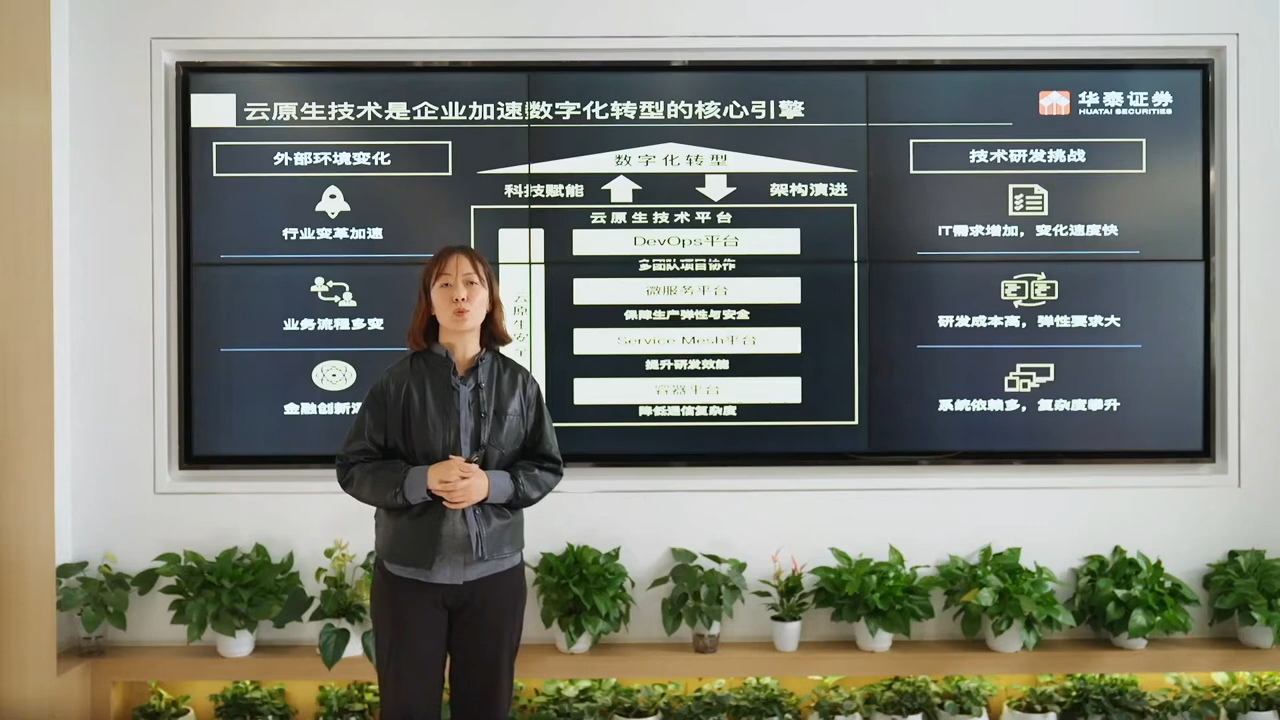 云原生技术是企业加速数字化转型的核心引擎
华泰证券
HUATAI SECURITIES
外部环境变化
行业变革加速
业务流程多变
金融创新
数字化转型
科技赋能
架构演进
云原生技术平台
云原生安全
DevOps平台
多团队项目协作
微服务平台
保障生产弹性与安全
Service Mesh平台
提升研发效能
容器平台
降低通信复杂度
技术研发挑战
IT需求增加，变化速度快
研发成本高，弹性要求大
系统依赖多，复杂度攀升